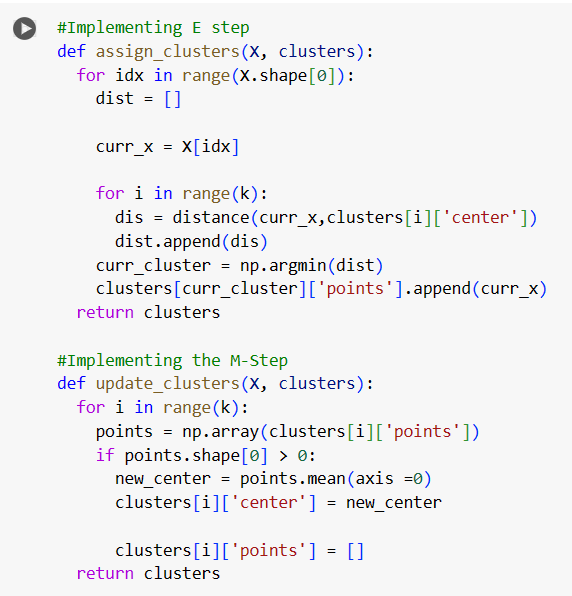 #Implementing E step
def assign_clusters(X, clusters):
  for idx in range(X.shape[0]):
    dist = []

    curr_x = X[idx]

    for i in range(k):
      dis = distance(curr_x,clusters[i]['center'])
      dist.append(dis)
    curr_cluster = np.argmin(dist)
    clusters[curr_cluster]['points'].append(curr_x)
  return clusters

#Implementing the M-Step
def update_clusters(X, clusters):
  for i in range(k):
    points = np.array(clusters[i]['points'])
    if points.shape[0] > 0:
      new_center = points.mean(axis =0)
      clusters[i]['center'] = new_center

      clusters[i]['points'] = []
  return clusters